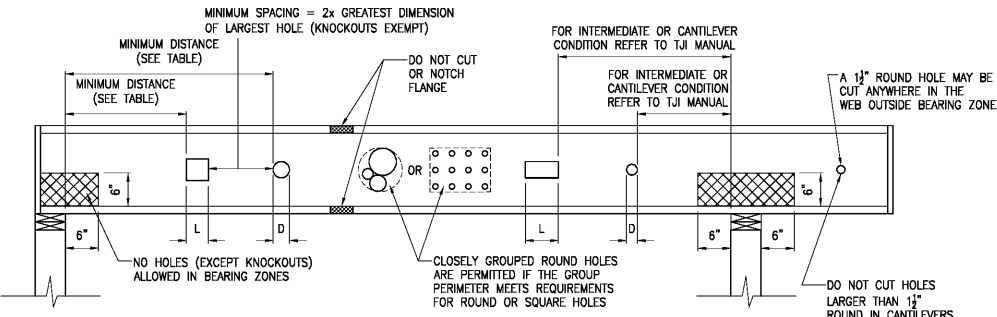 MINIMUM SPACING = 2x GREATEST DIMENSION
OF LARGEST HOLE (KNOCKOUTS EXEMPT)
MINIMUM DISTANCE
(SEE TABLE)
MINIMUM DISTANCE
(SEE TABLE)
DO NOT CUT
OR NOTCH
FLANGE
FOR INTERMEDIATE OR CANTILEVER
CONDITION REFER TO TJI MANUAL
FOR INTERMEDIATE OR
CANTILEVER CONDITION
REFER TO TJI MANUAL
A 1½" ROUND HOLE MAY BE
CUT ANYWHERE IN THE
WEB OUTSIDE BEARING ZONE
OR
6"
6"
6"
L
D
L
D
6"
6"
NO HOLES (EXCEPT KNOCKOUTS)
ALLOWED IN BEARING ZONES
CLOSELY GROUPED ROUND HOLES
ARE PERMITTED IF THE GROUP
PERIMETER MEETS REQUIREMENTS
FOR ROUND OR SQUARE HOLES
DO NOT CUT HOLES
LARGER THAN 1½"
ROUND IN CANTILEVERS